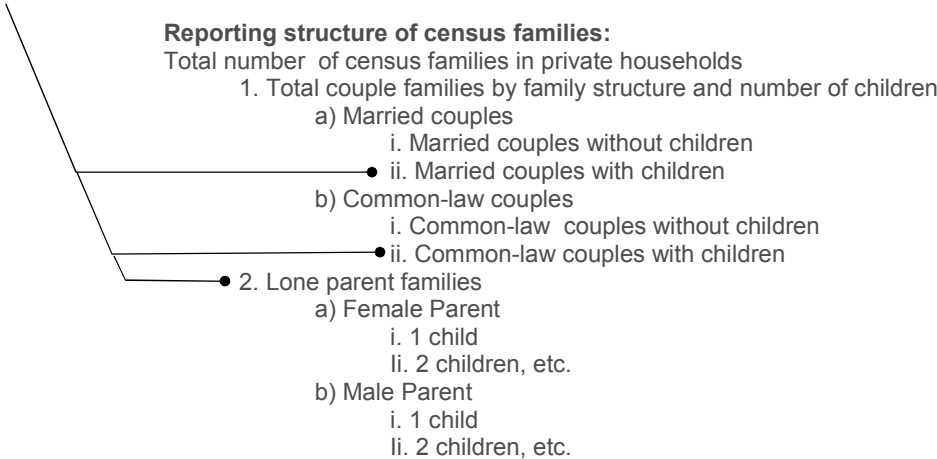 Reporting structure of census families:
Total number of census families in private households
1. Total couple families by family structure and number of children
a) Married couples
i. Married couples without children
ii. Married couples with children
b) Common-law couples
i. Common-law couples without children
ii. Common-law couples with children
2. Lone parent families
a) Female Parent
i. 1 child
Ii. 2 children, etc.
b) Male Parent
i. 1 child
Ii. 2 children, etc.